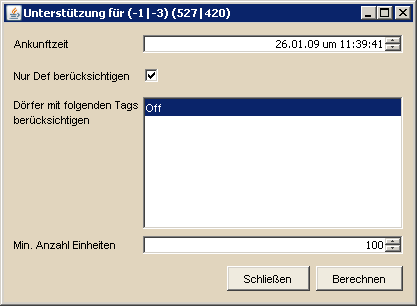 Unterstützung für (-1|-3) (527|420)
Ankunftzeit
26.01.09 um 11:39:41
Nur Def berücksichtigen
Dörfer mit folgenden Tags
berücksichtigen
Off
Min. Anzahl Einheiten
100
Schließen
Berechnen